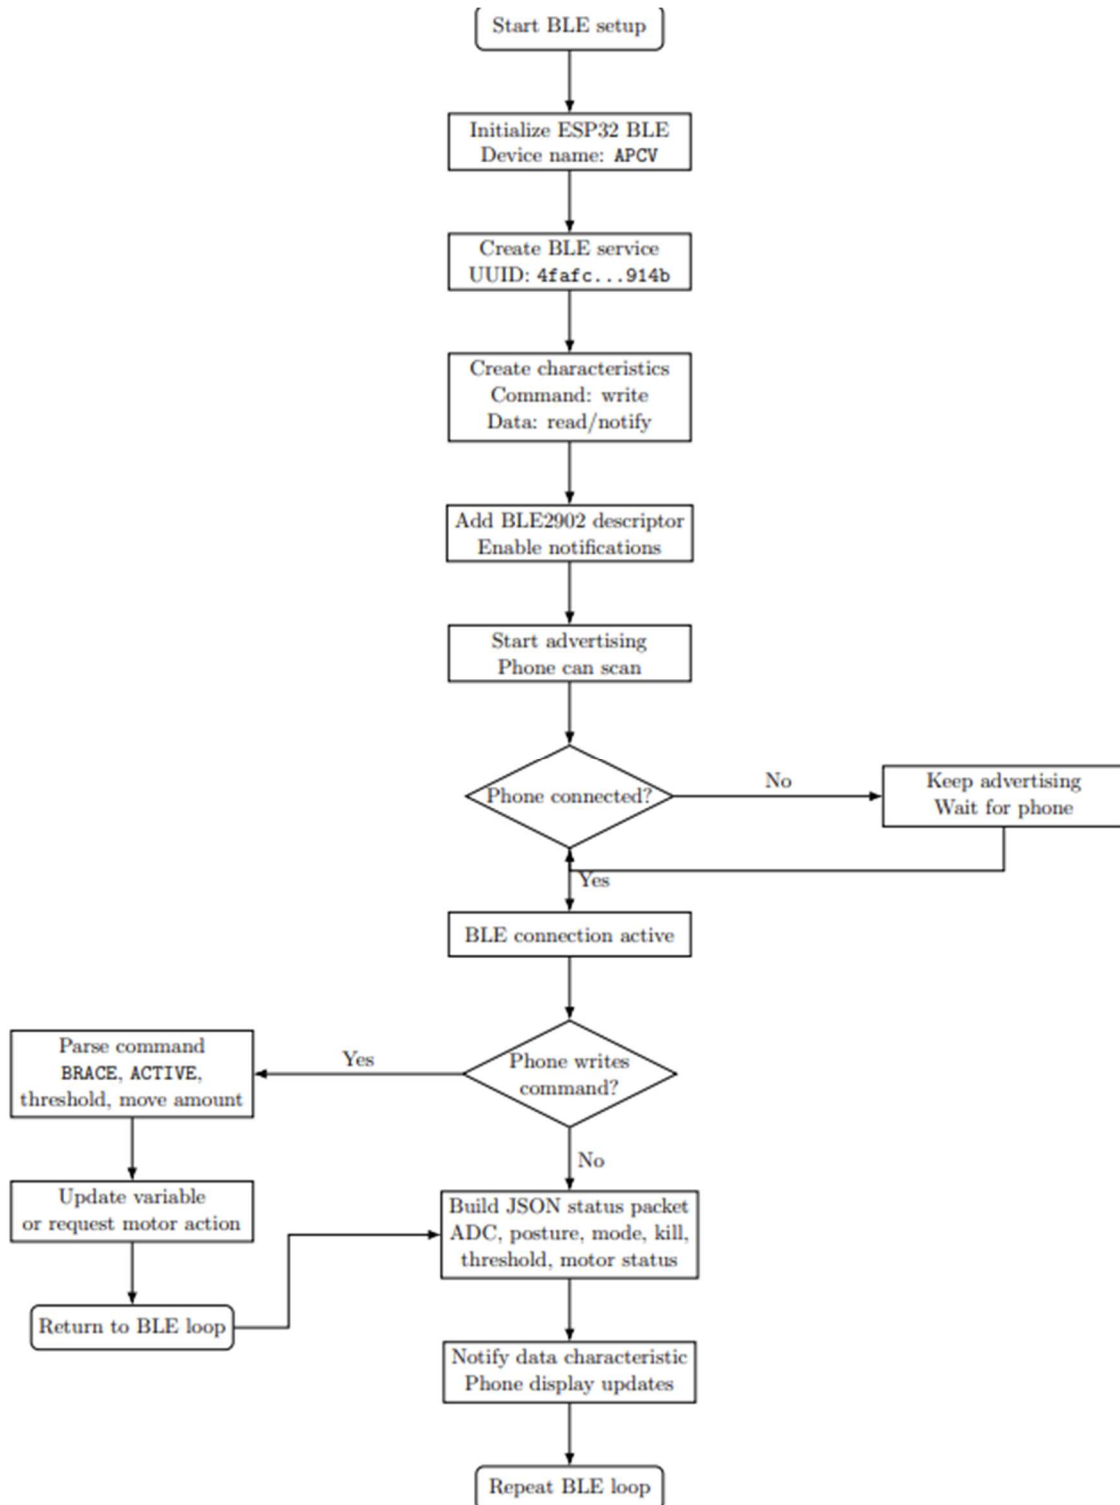 Start BLE setup
Initialize ESP32 BLE
Device name: APCV
Create BLE service
UUID: 4fafc...914b
Create characteristics
Command: write
Data: read/notify
Add BLE2902 descriptor
Enable notifications
Start advertising
Phone can scan
Phone connected?
No
Keep advertising
Wait for phone
Yes
BLE connection active
Phone writes
command?
Yes
Parse command
BRACE, ACTIVE,
threshold, move amount
Update variable
or request motor action
Return to BLE loop
No
Build JSON status packet
ADC, posture, mode, kill,
threshold, motor status
Notify data characteristic
Phone display updates
Repeat BLE loop